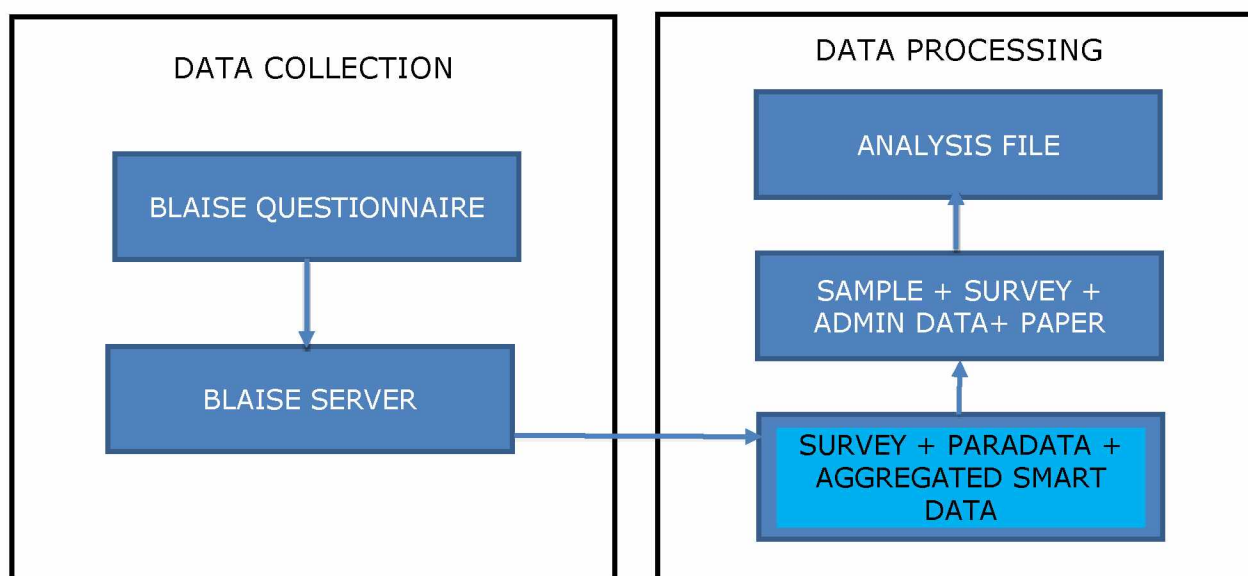 DATA COLLECTION
BLAISE QUESTIONNAIRE
BLAISE SERVER
DATA PROCESSING
ANALYSIS FILE
SAMPLE + SURVEY +
ADMIN DATA+ PAPER
SURVEY + PARADATA +
AGGREGATED SMART
DATA